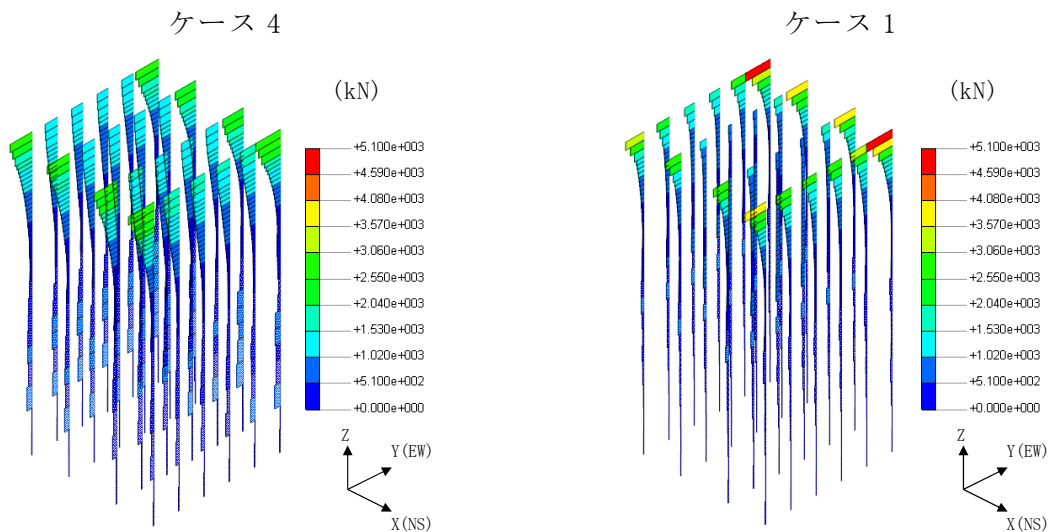 ケース 4
(kN)
+5.100e+003
+4.590e+003
+4.080e+003
+3.570e+003
+3.060e+003
+2.550e+003
+2.040e+003
+1.530e+003
+1.020e+003
+5.100e+002
+0.000e+000
Z
Y(EW)
X(NS)
ケース 1
(kN)
+5.100e+003
+4.590e+003
+4.080e+003
+3.570e+003
+3.060e+003
+2.550e+003
+2.040e+003
+1.530e+003
+1.020e+003
+5.100e+002
+0.000e+000
Z
Y(EW)
X(NS)